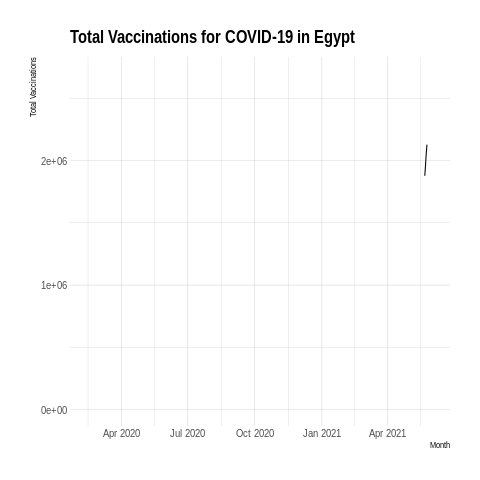 Total Vaccinations for COVID-19 in Egypt
Total Vaccinations
2e+06
1e+06
0e+00
Apr 2020 Jul 2020 Oct 2020 Jan 2021 Apr 2021
Month